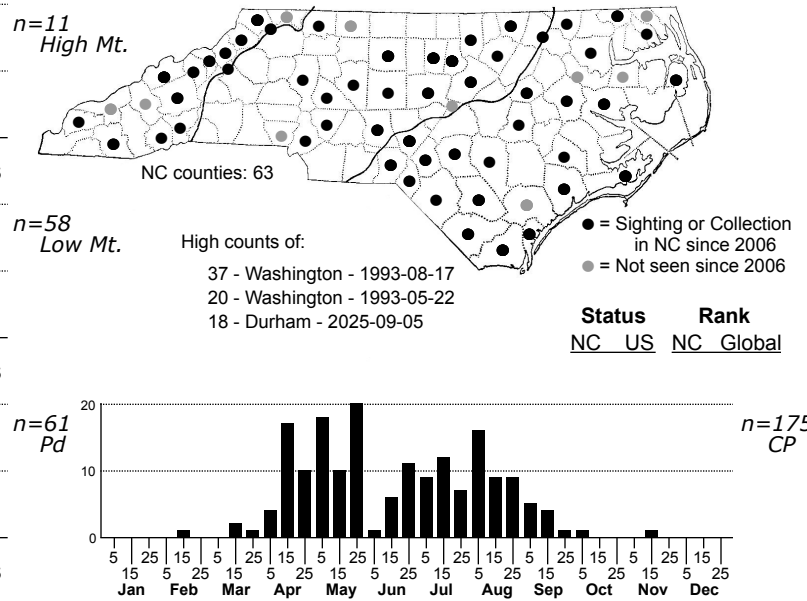 n=11
High Mt.
NC counties: 63
n=58
Low Mt.
High counts of:
37 - Washington - 1993-08-17
20 - Washington - 1993-05-22
18 - Durham - 2025-09-05
= Sighting or Collection
in NC since 2006
= Not seen since 2006
Status Rank
NC US NC Global
n=61
Pd
n=175
CP
20
10
0
5 25 15 5 25 15 5 25 15 5 25 15 5 25 15 5 25 15
15 5 25 15 5 25 15 5 25 15 5 25 15 5 25 15 5 25
Jan Feb Mar Apr May Jun Jul Aug Sep Oct Nov Dec